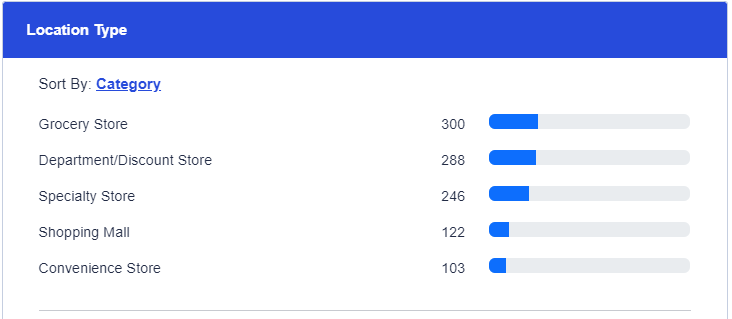 Location Type
Sort By: Category
Grocery Store 300
Department/Discount Store 288
Specialty Store 246
Shopping Mall 122
Convenience Store 103